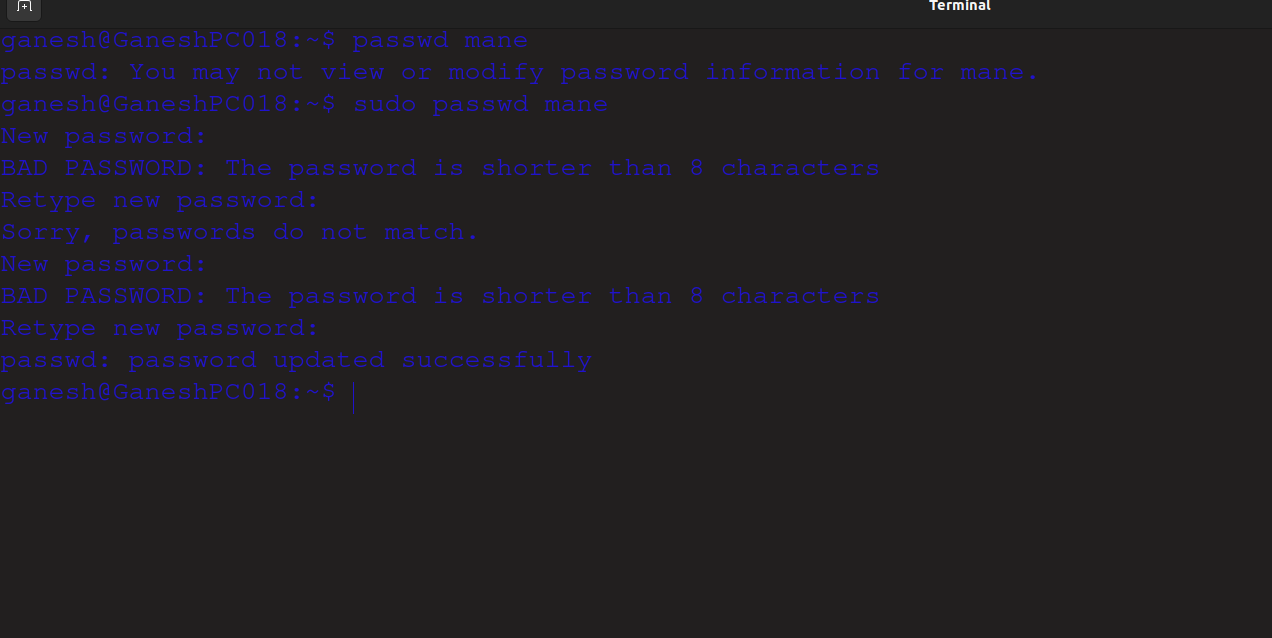 Terminal
ganesh@GaneshPC018:~$ passwd mane
passwd: You may not view or modify password information for mane.
ganesh@GaneshPC018:~$ sudo passwd mane
New password:
BAD PASSWORD: The password is shorter than 8 characters
Retype new password:
Sorry, passwords do not match.
New password:
BAD PASSWORD: The password is shorter than 8 characters
Retype new password:
passwd: password updated successfully
ganesh@GaneshPC018:~$